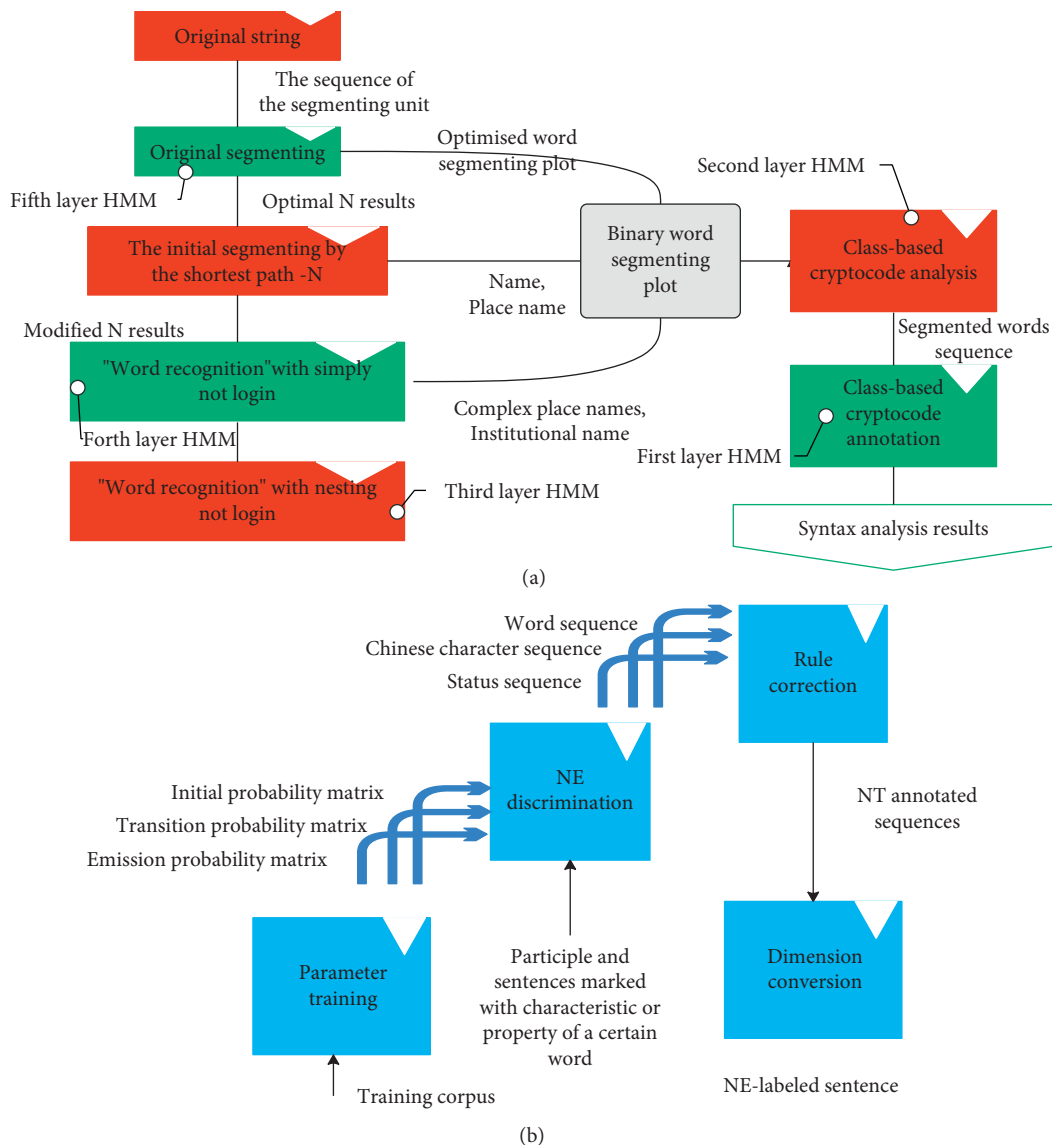 Original string
The sequence of
the segmenting unit
Original segmenting
Optimised word
segmenting plot
Second layer HMM
Fifth layer HMM
Optimal N results
The initial segmenting by
the shortest path -N
Binary word
segmenting
plot
Class-based
cryptocode analysis
Name,
Place name
Modified N results
Segmented words
sequence
"Word recognition"with simply
not login
Class-based
cryptocode
annotation
Complex place names,
Institutional name
Forth layer HMM
First layer HMM
"Word recognition" with nesting
not login
Third layer HMM
Syntax analysis results
(a)
Word sequence
Chinese character sequence
Status sequence
Rule
correction
Initial probability matrix
Transition probability matrix
Emission probability matrix
NE
discrimination
NT annotated
sequences
Parameter
training
Participle and
sentences marked
with characteristic or
property of a certain
word
Dimension
conversion
Training corpus
NE-labeled sentence
(b)